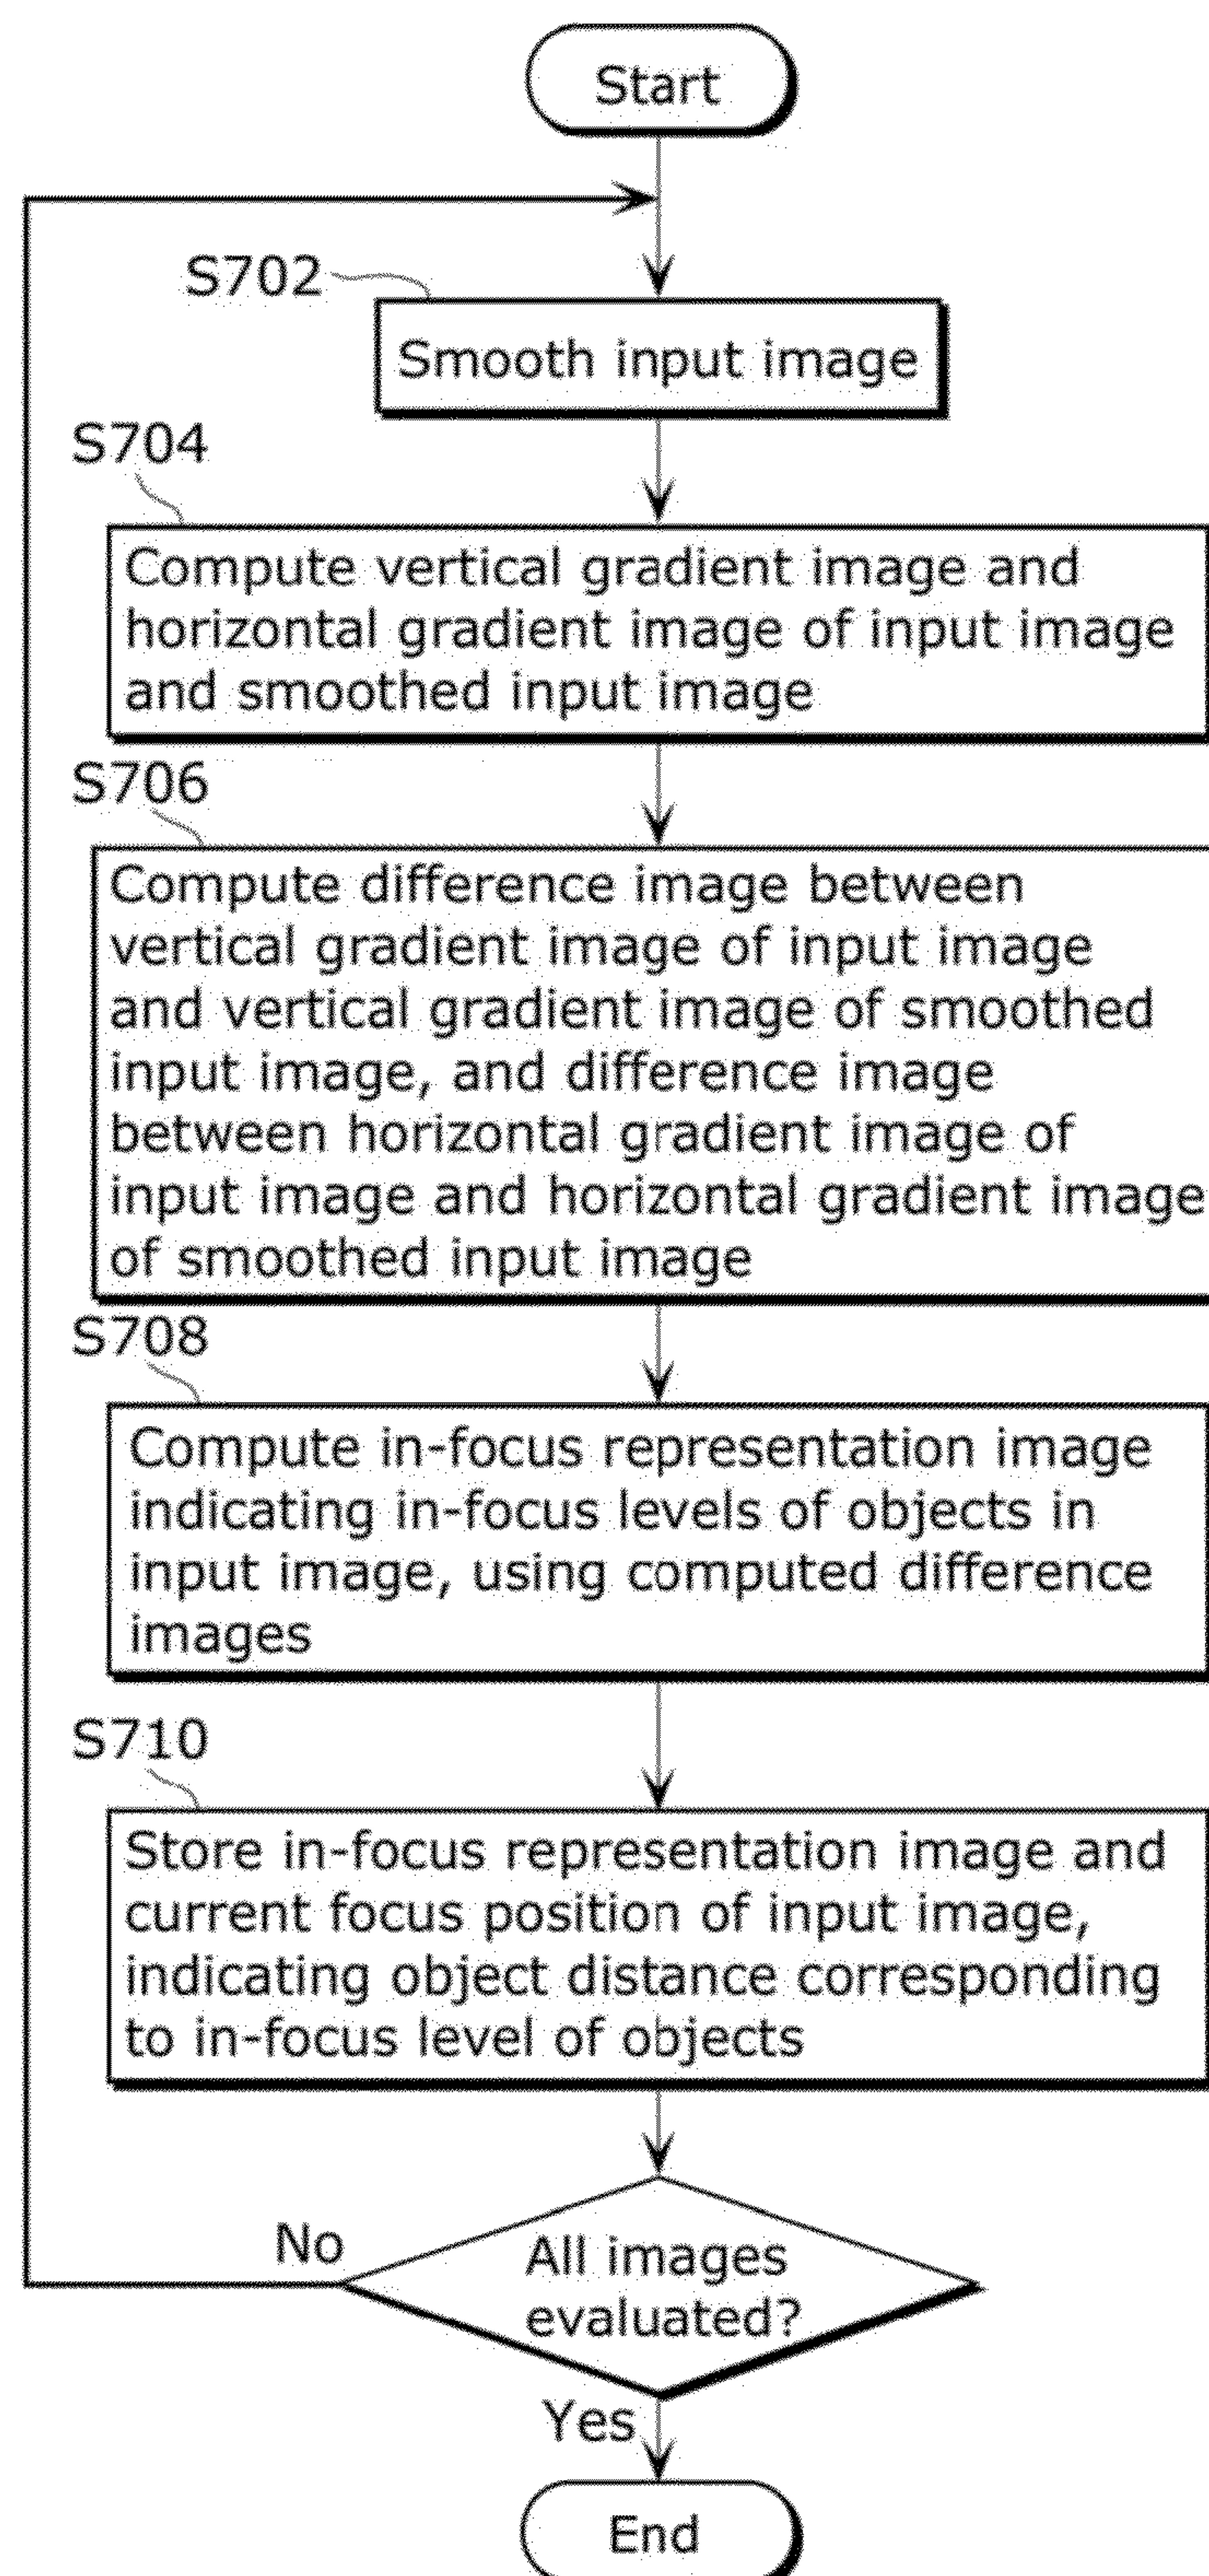 Start
S702
Smooth input image
S704
Compute vertical gradient image and
horizontal gradient image of input image
and smoothed input image
S706
Compute difference image between
vertical gradient image of input image
and vertical gradient image of smoothed
input image, and difference image
between horizontal gradient image of
input image and horizontal gradient image
of smoothed input image
S708
Compute in-focus representation image
indicating in-focus levels of objects in
input image, using computed difference
images
S710
Store in-focus representation image and
current focus position of input image,
indicating object distance corresponding
to in-focus level of objects
No
All images
evaluated?
Yes
End